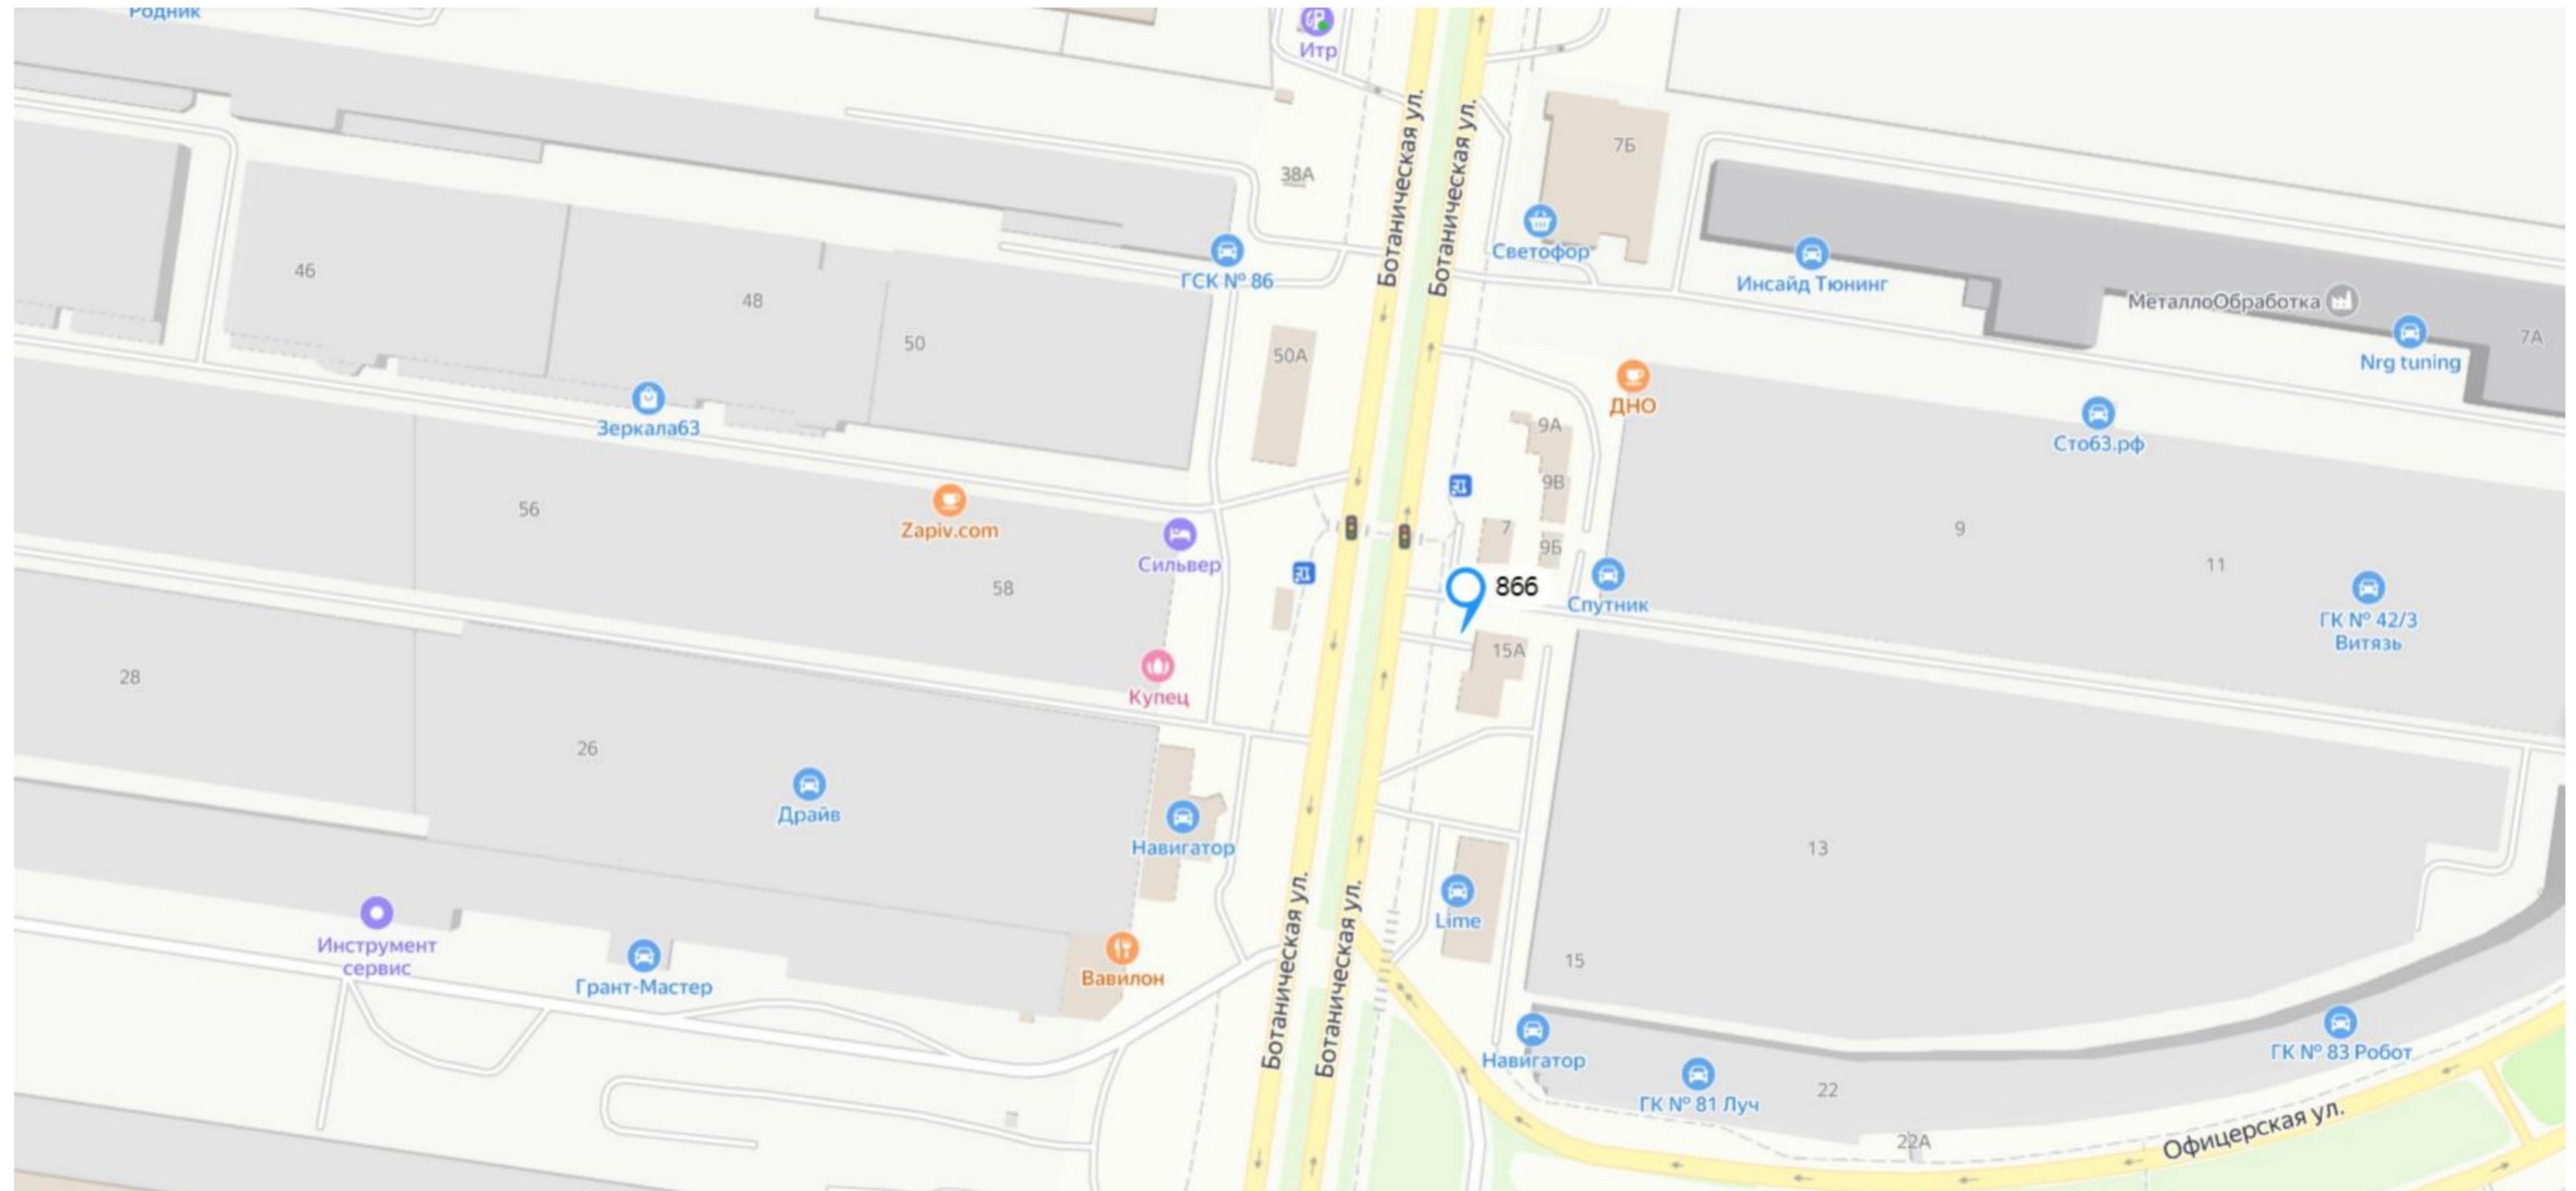 Родник
Итр
Ботаническая ул.
Ботаническая ул.
7Б
38А
Светофор
ГСК № 86
Инсайд Тюнинг
МеталлоОбработка
Nrg tuning
7А
46
48
50
50А
ДНО
Зеркала63
9А
Сто63.рф
56
Zapiv.com
9В
7
9
Сильвер
9Б
11
58
866
Спутник
ГК № 42/3
Витязь
15А
28
Купец
26
Драйв
Навигатор
13
Lime
Инструмент
сервис
Грант-Мастер
Вавилон
Ботаническая ул.
Ботаническая ул.
15
Навигатор
ГК № 83 Робот
ГК № 81 Луч
22
22А
Офицерская ул.